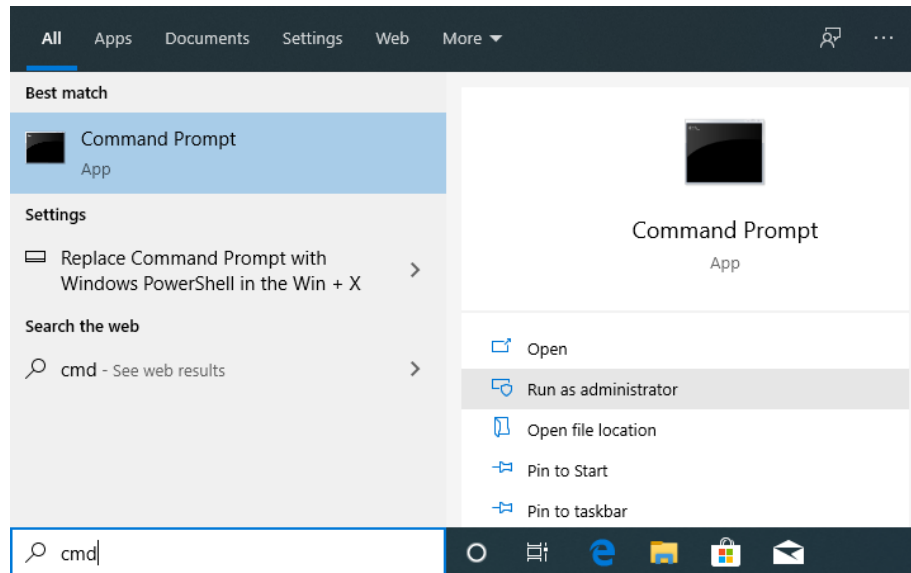 All Apps Documents Settings Web More
Best match
Command Prompt
App
Settings
Replace Command Prompt with
Windows PowerShell in the Win + X
Search the web
cmd - See web results
Command Prompt
App
Open
Run as administrator
Open file location
Pin to Start
Pin to taskbar
cmd